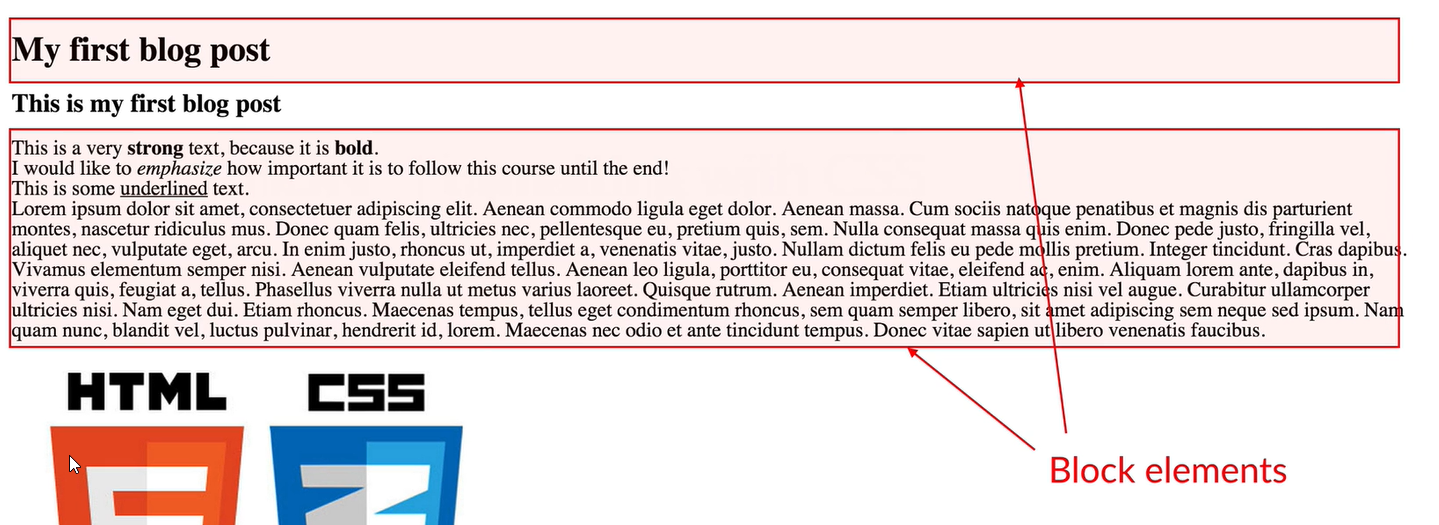 My first blog post
This is my first blog post
This is a very strong text, because it is bold.
I would like to emphasize how important it is to follow this course until the end!
This is some underlined text.
Lorem ipsum dolor sit amet, consectetuer adipiscing elit. Aenean commodo ligula eget dolor. Aenean massa. Cum sociis natoque penatibus et magnis dis parturient
montes, nascetur ridiculus mus. Donec quam felis, ultricies nec, pellentesque eu, pretium quis, sem. Nulla consequat massa quis enim. Donec pede justo, fringilla vel,
aliquet nec, vulputate eget, arcu. In enim justo, rhoncus ut, imperdiet a, venenatis vitae, justo. Nullam dictum felis eu pede mollis pretium. Integer tincidunt. Cras dapibus.
Vivamus elementum semper nisi. Aenean vulputate eleifend tellus. Aenean leo ligula, porttitor eu, consequat vitae, eleifend ac, enim. Aliquam lorem ante, dapibus in,
viverra quis, feugiat a, tellus. Phasellus viverra nulla ut metus varius laoreet. Quisque rutrum. Aenean imperdiet. Etiam ultricies nisi vel augue. Curabitur ullamcorper
ultricies nisi. Nam eget dui. Etiam rhoncus. Maecenas tempus, tellus eget condimentum rhoncus, sem quam semper libero, sit amet adipiscing sem neque sed ipsum. Nam
quam nunc, blandit vel, luctus pulvinar, hendrerit id, lorem. Maecenas nec odio et ante tincidunt tempus. Donec vitae sapien ut libero venenatis faucibus.
HTML CSS
Block elements